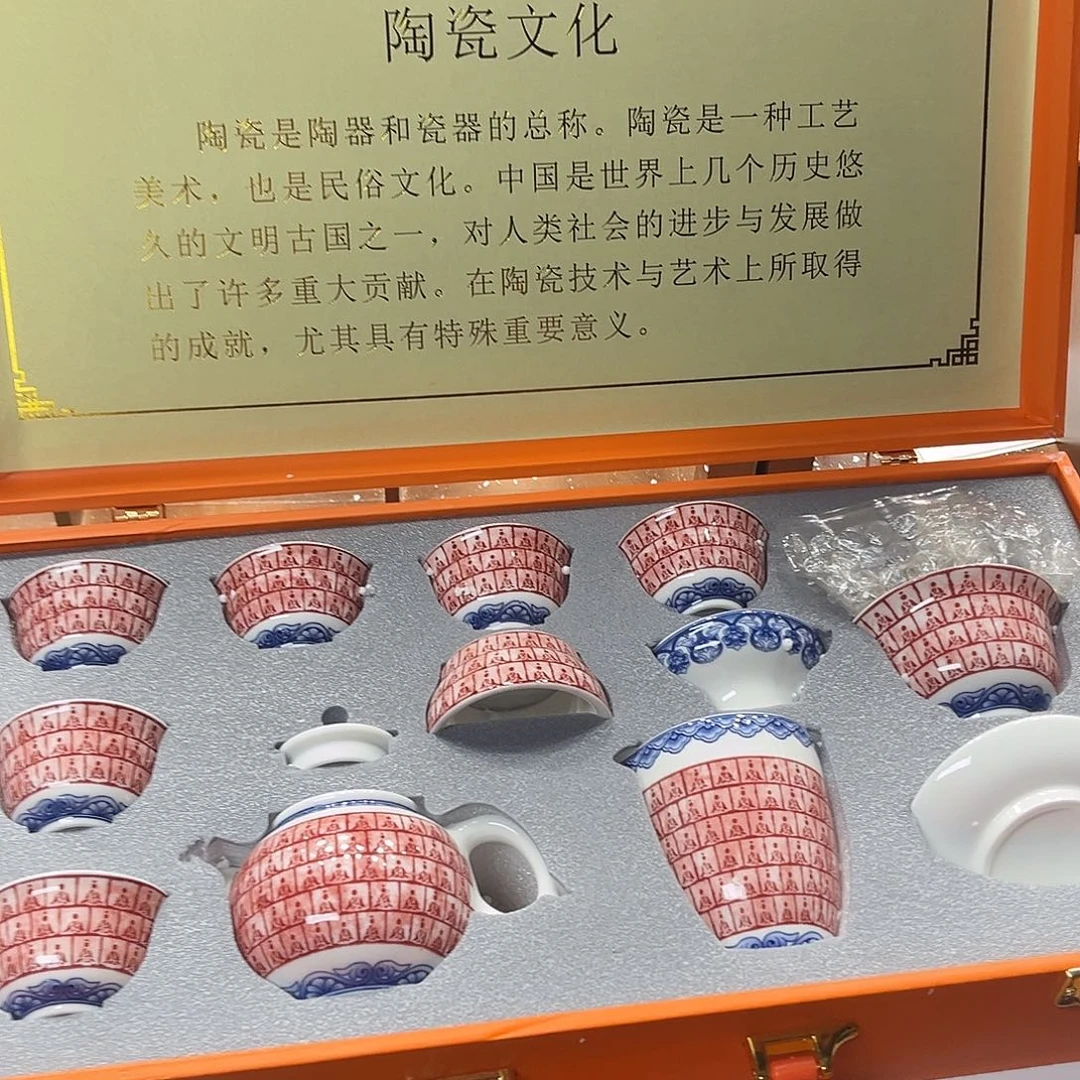 陶瓷文化
陶瓷是陶器和瓷器的总称。陶瓷是一种工艺
美术，也是民俗文化。中国是世界上几个历史悠
久的文明古国之一，对人类社会的进步与发展做
出了许多重大贡献。在陶瓷技术与艺术上所取得
的成就，尤其具有特殊重要意义。